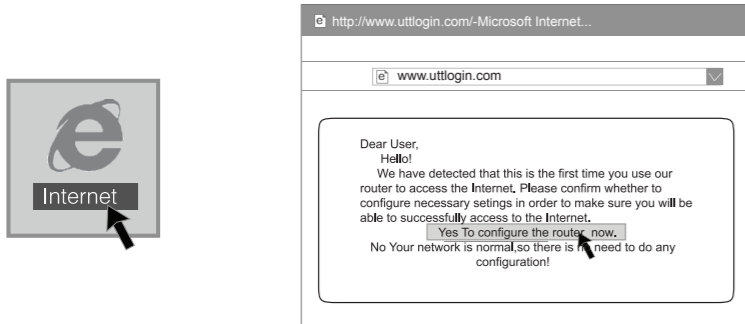 Internet
http://www.uttlogin.com/-Microsoft Internet...
www.uttlogin.com
Dear User,
Hello!
We have detected that this is the first time you use our
router to access the Internet. Please confirm whether to
configure necessary setings in order to make sure you will be
able to successfully access to the Internet.
Yes To configure the router now.
No Your network is normal,so there is no need to do any
configuration!